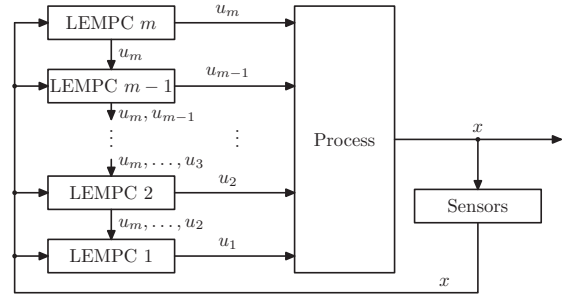 LEMPC m
u_m
u_m
LEMPC m − 1
u_{m−1}
u_m, u_{m−1}
⋮
⋮
Process
x
u_m, …, u_3
LEMPC 2
u_2
Sensors
u_m, …, u_2
LEMPC 1
u_1
x